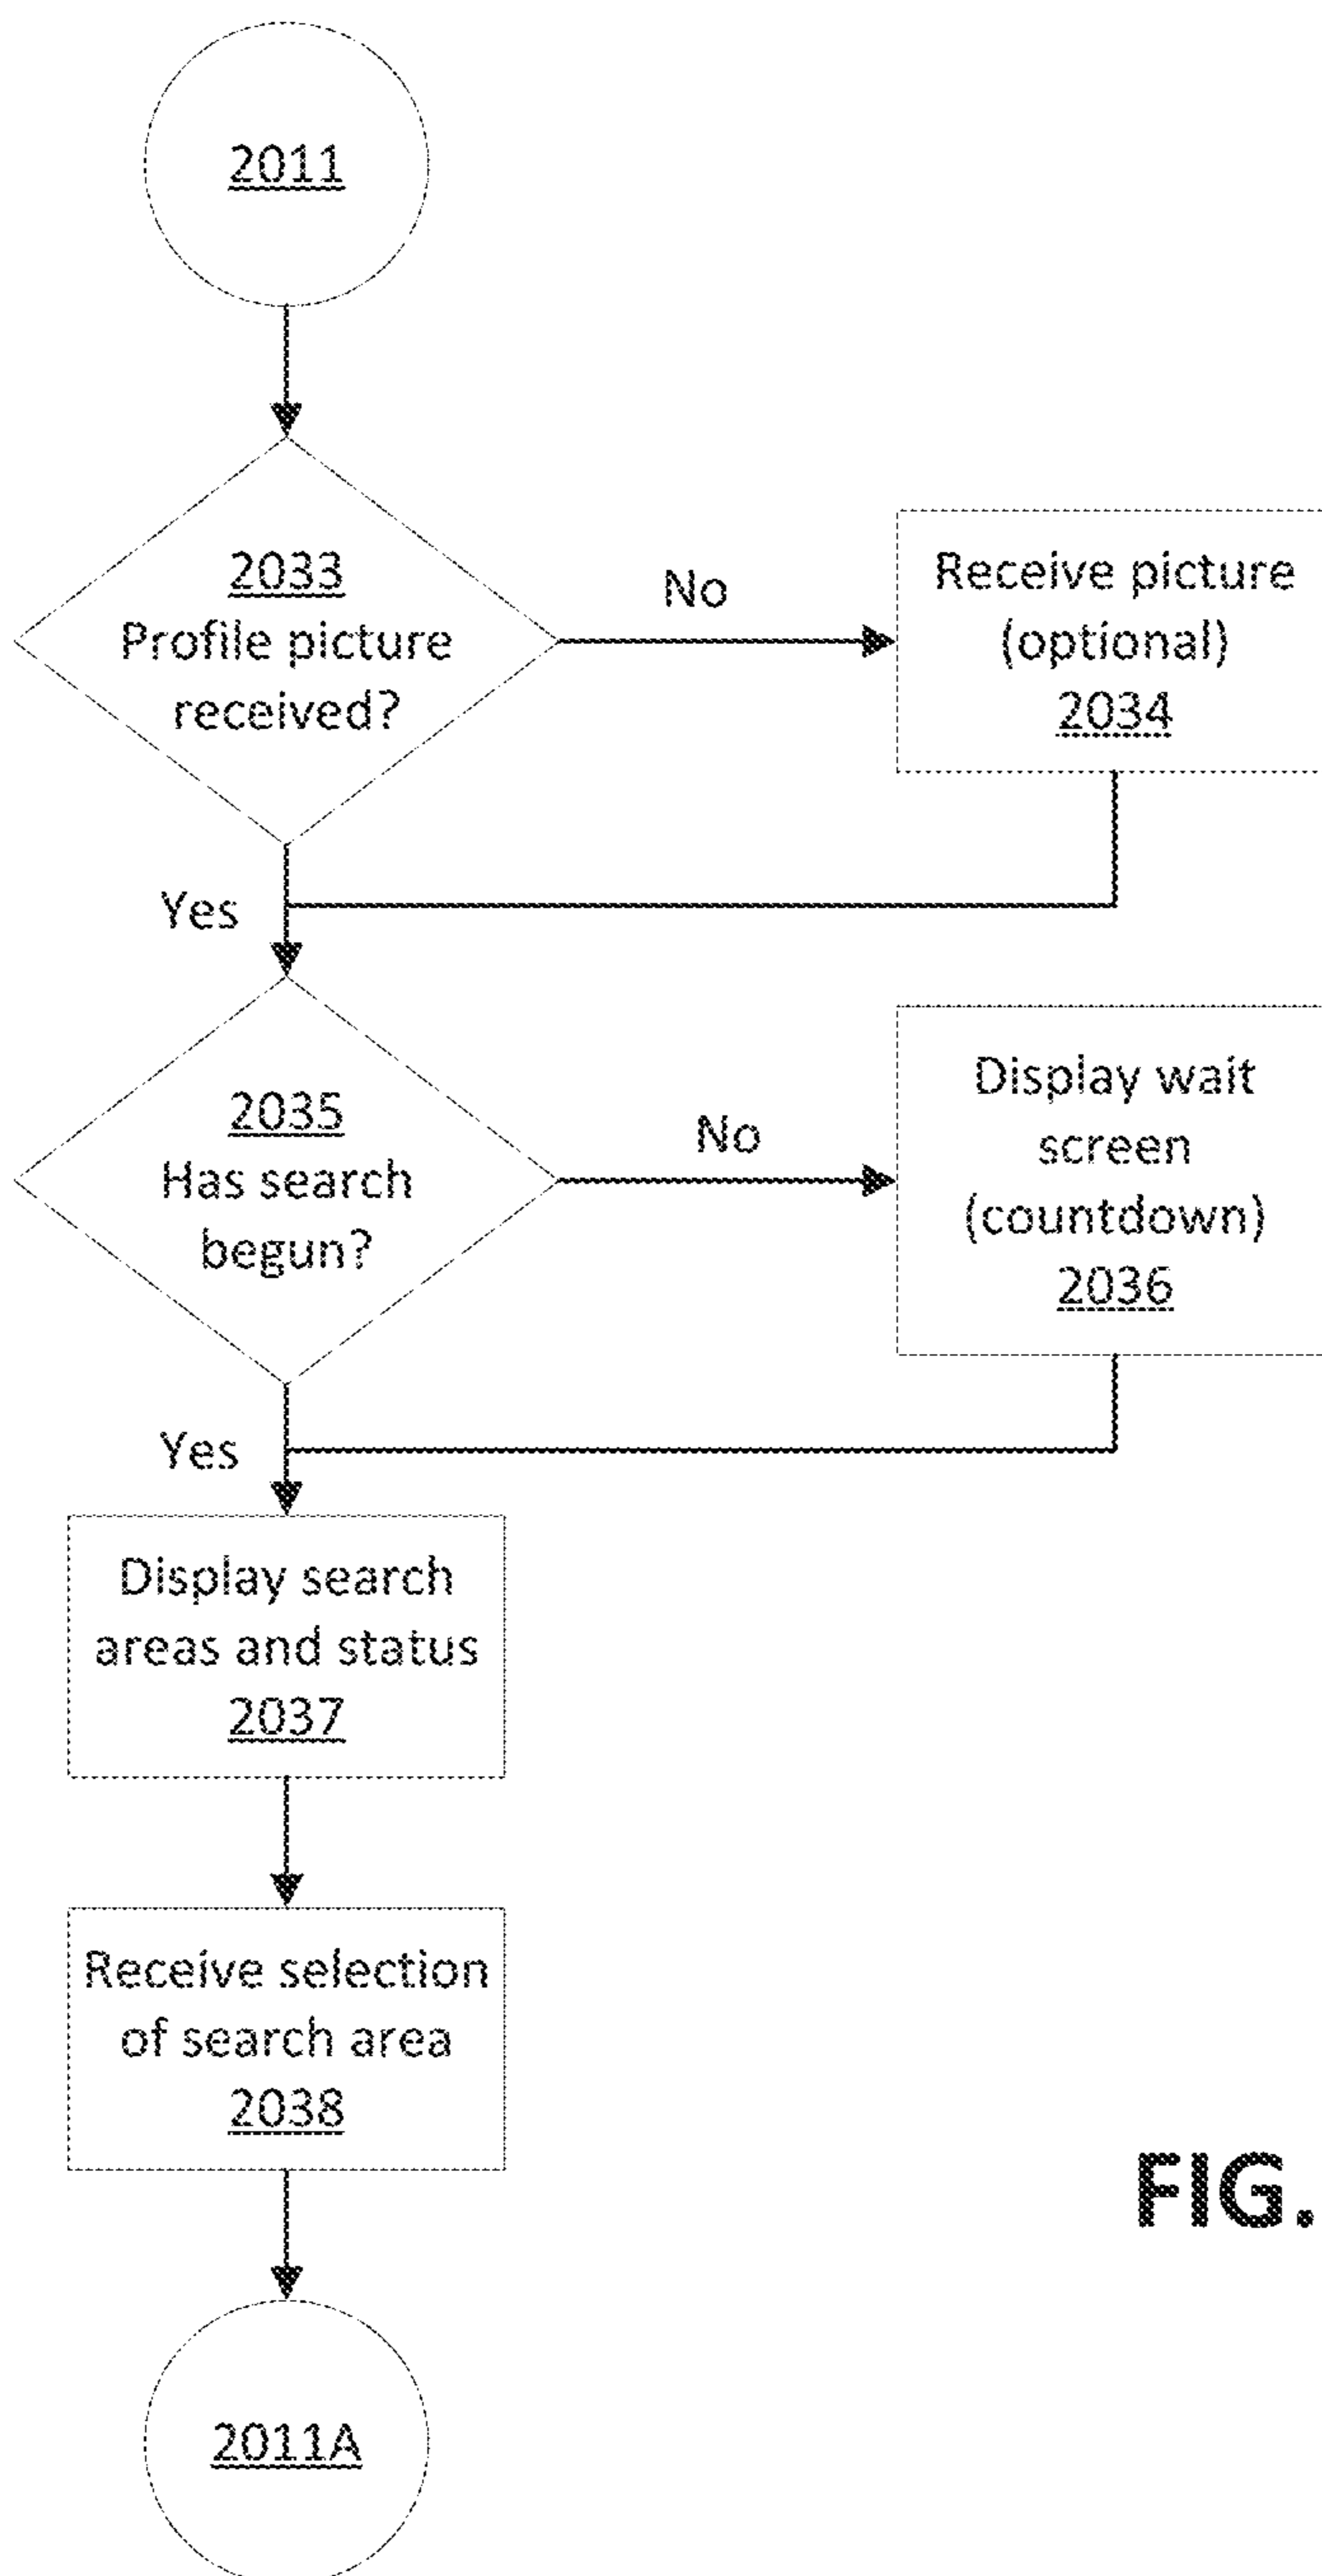 2011
2033
Profile picture
received?
No
Receive picture
(optional)
2034
Yes
2035
Has search
begun?
No
Display wait
screen
(countdown)
2036
Yes
Display search
areas and status
2037
Receive selection
of search area
2038
FIG.
2011A